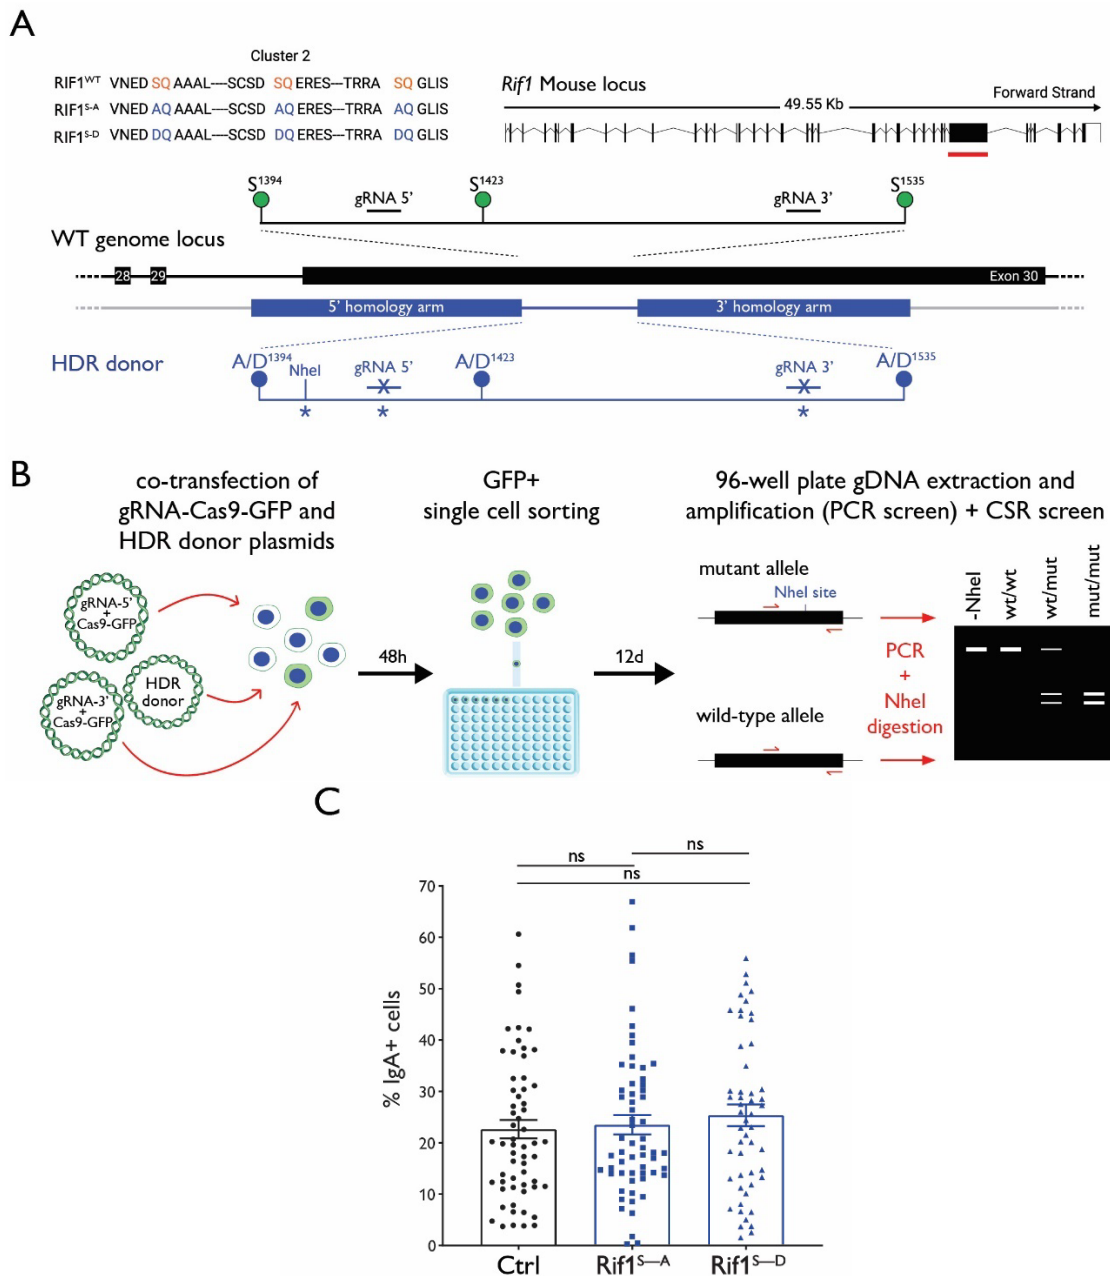 A
Cluster 2
RIF1WT VNED SQ AAAL----SCSD SQ ERES---TRRA SQ GLIS
RIF1S-A VNED AQ AAAL----SCSD AQ ERES---TRRA AQ GLIS
RIF1S-D VNED DQ AAAL----SCSD DQ ERES---TRRA DQ GLIS
Rif1 Mouse locus
49.55 Kb
Forward Strand
S1394
gRNA 5'
S1423
gRNA 3'
S1535
WT genome locus
28
29
Exon 30
5' homology arm
3' homology arm
HDR donor
A/D1394
NheI
gRNA 5'
A/D1423
gRNA 3'
A/D1535
*
*
*
B
co-transfection of
gRNA-Cas9-GFP and
HDR donor plasmids
gRNA-5'
+
Cas9-GFP
gRNA-3'
+
Cas9-GFP
HDR
donor
48h
GFP+
single cell sorting
12d
96-well plate gDNA extraction and
amplification (PCR screen) + CSR screen
mutant allele
NheI site
wild-type allele
PCR
+
NheI
digestion
-NheI
wt/wt
wt/mut
mut/mut
C
ns
ns
ns
% IgA+ cells
70
60
50
40
30
20
10
0
Ctrl
Rif1S—A
Rif1S—D